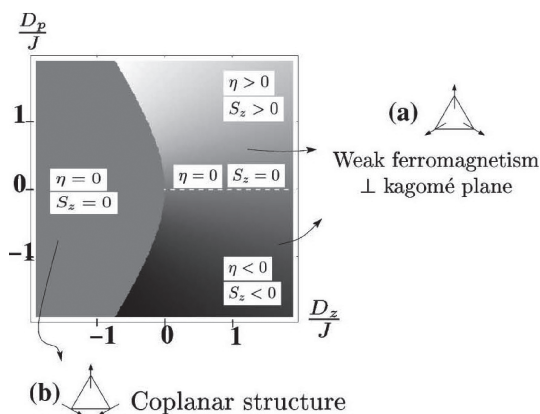 D_p/J
1
0
-1
η > 0
S_z > 0
η = 0
S_z = 0
η = 0 S_z = 0
η < 0
S_z < 0
-1 0 1
D_z/J
(a)
Weak ferromagnetism
⊥ kagomé plane
(b) Coplanar structure